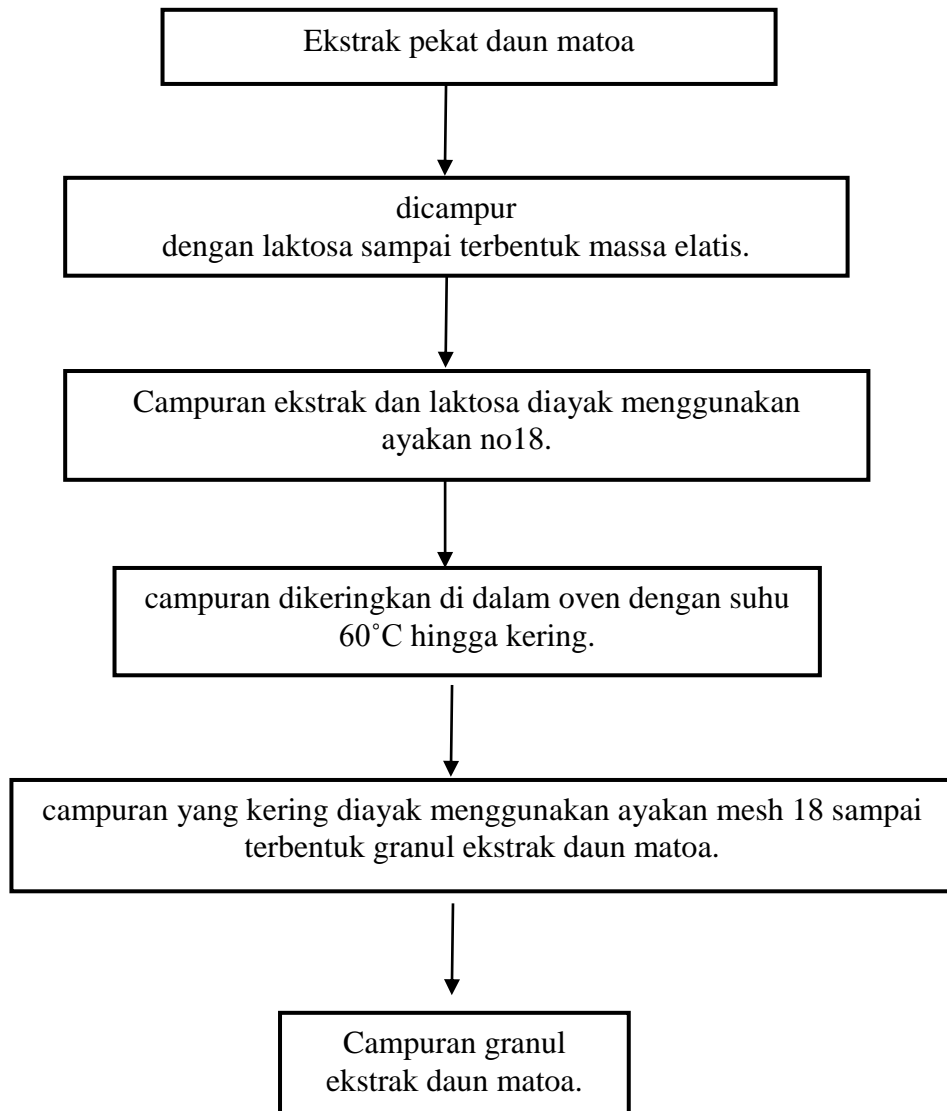 Ekstrak pekat daun matoa
dicampur
dengan laktosa sampai terbentuk massa elatis.
Campuran ekstrak dan laktosa diayak menggunakan
ayakan no18.
campuran dikeringkan di dalam oven dengan suhu
60˚C hingga kering.
campuran yang kering diayak menggunakan ayakan mesh 18 sampai
terbentuk granul ekstrak daun matoa.
Campuran granul
ekstrak daun matoa.